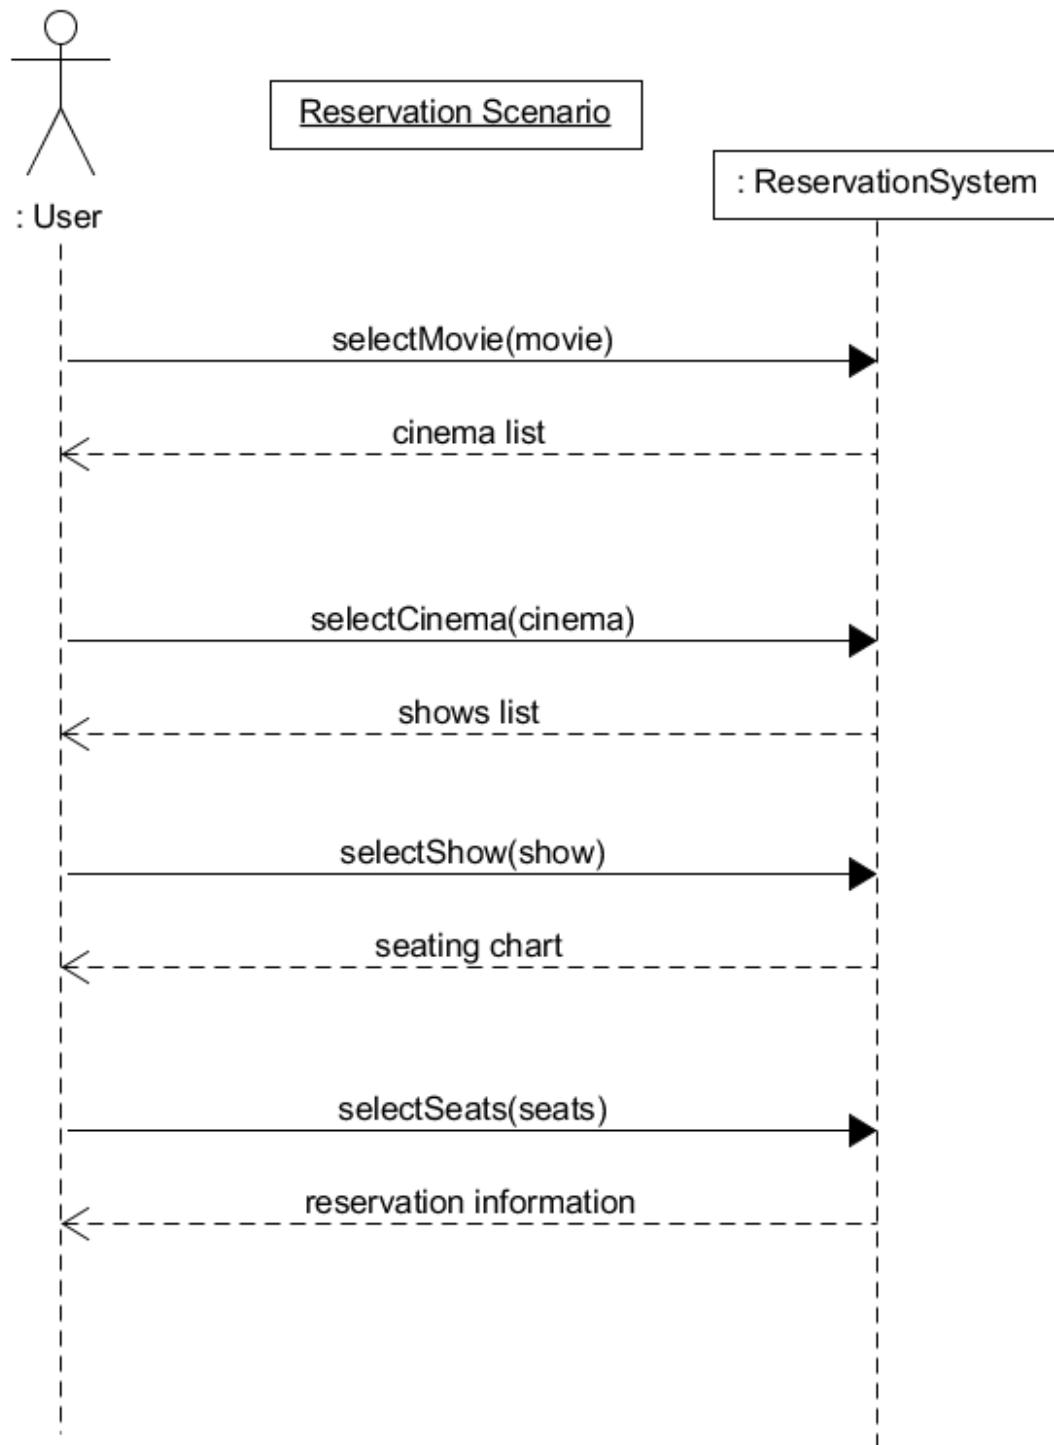 Reservation Scenario
: ReservationSystem
: User
selectMovie(movie)
cinema list
selectCinema(cinema)
shows list
selectShow(show)
seating chart
selectSeats(seats)
reservation information